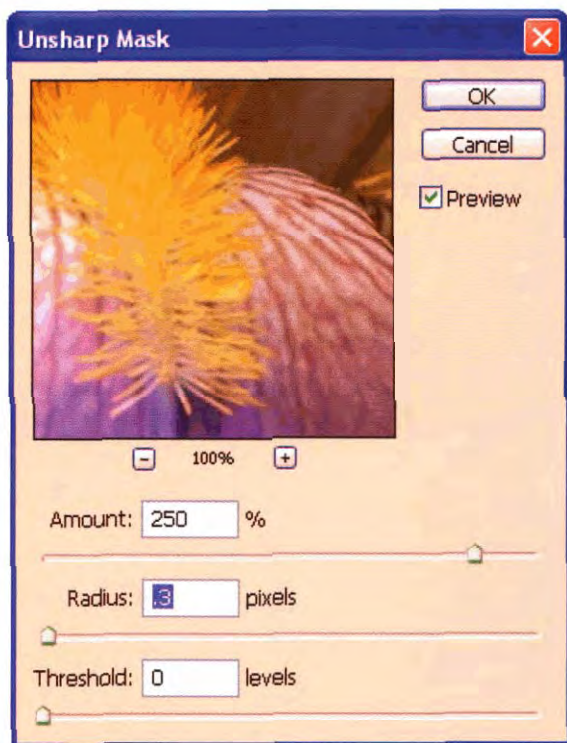 Unsharp Mask
OK
Cancel
Preview
100%
Amount: 250 %
Radius: .3 pixels
Threshold: 0 levels